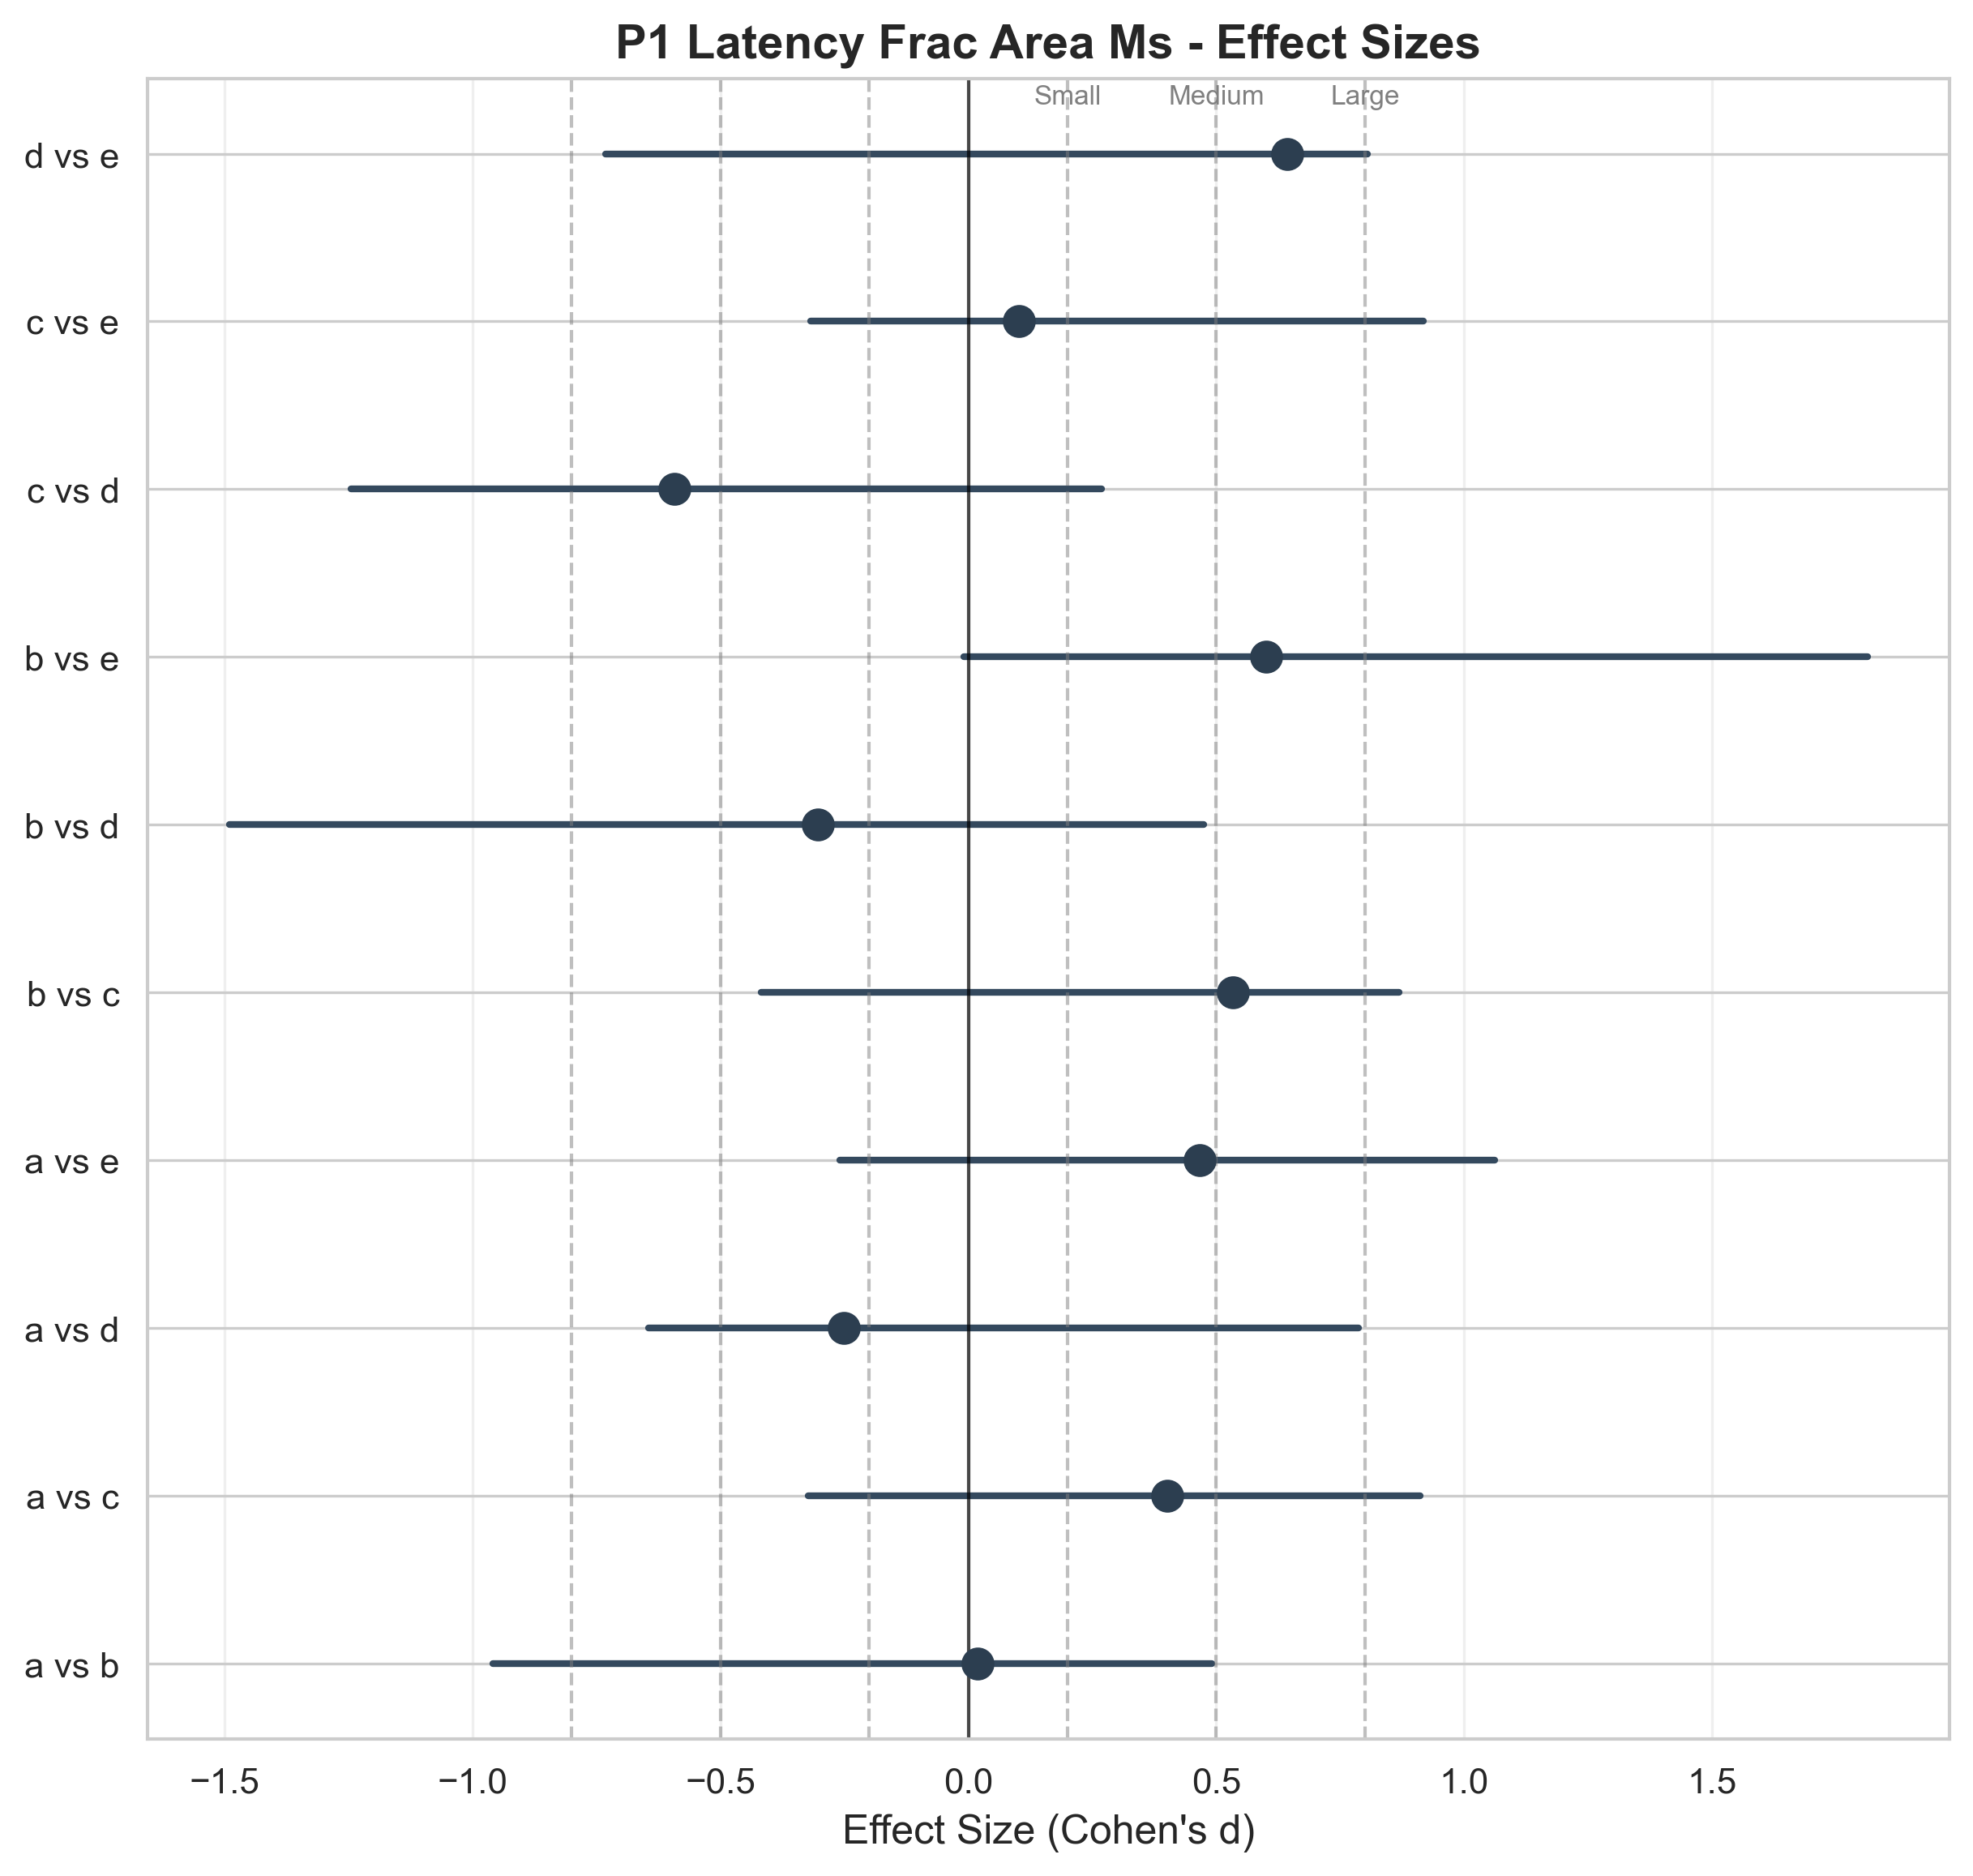 P1 Latency Frac Area Ms - Effect Sizes
Small Medium Large
d vs e
c vs e
c vs d
b vs e
b vs d
b vs c
a vs e
a vs d
a vs c
a vs b
−1.5 −1.0 −0.5 0.0 0.5 1.0 1.5
Effect Size (Cohen's d)